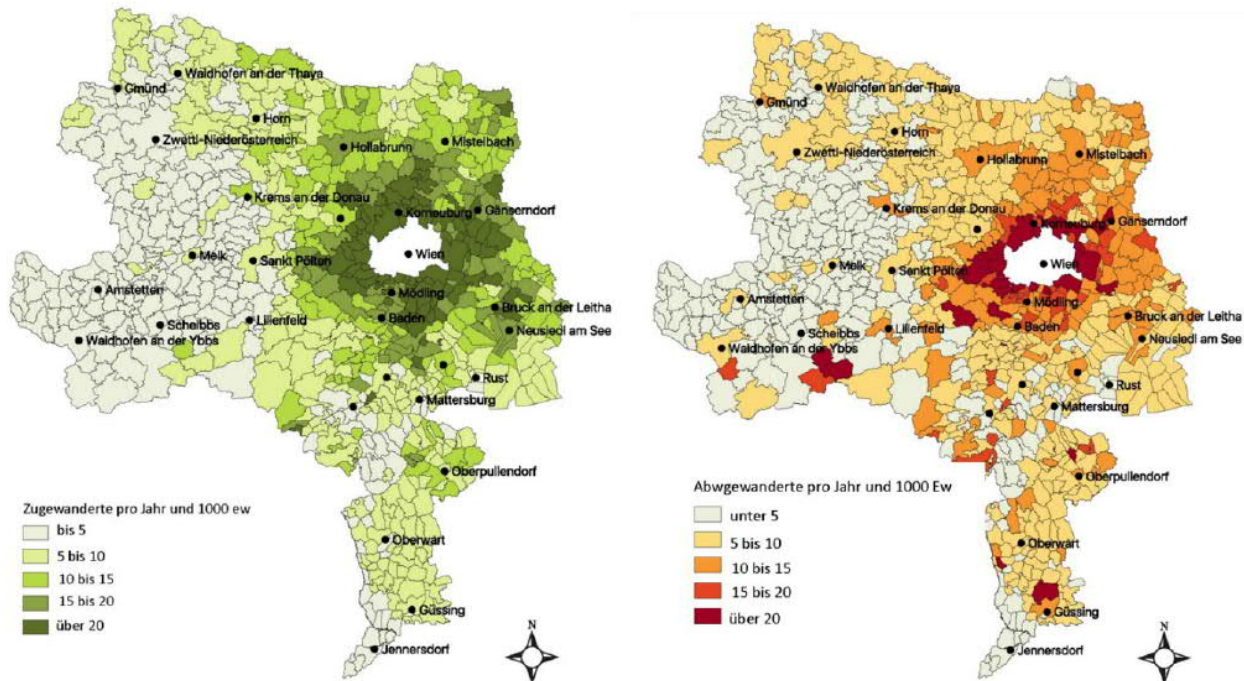 Waidhofen an der Thaya
Gmünd
Horn
Zwettl-Niederösterreich
Hollabrunn
Mistelbach
Krems an der Donau
Korneuburg
Gänserndorf
Wien
Melk
Sankt Pölten
Amstetten
Mödling
Bruck an der Leitha
Scheibbs
Lilienfeld
Baden
Neusiedl am See
Waidhofen an der Ybbs
Rust
Mattersburg
Oberpullendorf
Zugewanderte pro Jahr und 1000 ew
bis 5
5 bis 10
10 bis 15
15 bis 20
über 20
Oberwart
Güssing
Jennersdorf
N
Waidhofen an der Thaya
Gmünd
Horn
Zwettl-Niederösterreich
Hollabrunn
Mistelbach
Krems an der Donau
Korneuburg
Gänserndorf
Wien
Melk
Sankt Pölten
Amstetten
Mödling
Bruck an der Leitha
Scheibbs
Lilienfeld
Baden
Neusiedl am See
Waidhofen an der Ybbs
Rust
Mattersburg
Oberpullendorf
Abwgewanderte pro Jahr und 1000 Ew
unter 5
5 bis 10
10 bis 15
15 bis 20
über 20
Oberwart
Güssing
Jennersdorf
N